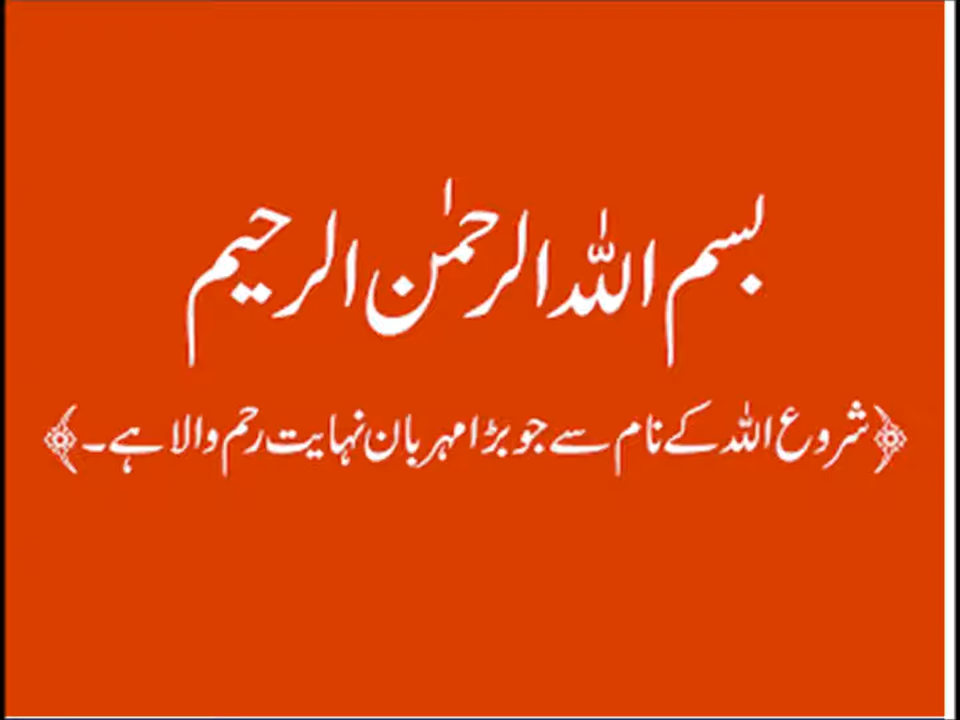 بسم اللہ الرحمٰن الرحیم
﴿شروع اللہ کے نام سے جو بڑا مہربان نہایت رحم والا ہے۔﴾